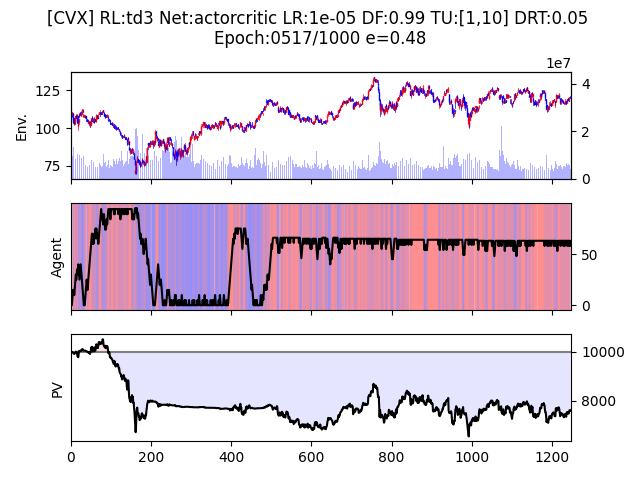 [CVX] RL:td3 Net:actorcritic LR:1e-05 DF:0.99 TU:[1,10] DRT:0.05
Epoch:0517/1000 e=0.48
1e7
Env.
125
100
75
4
2
0
Agent
50
0
PV
10000
8000
0 200 400 600 800 1000 1200